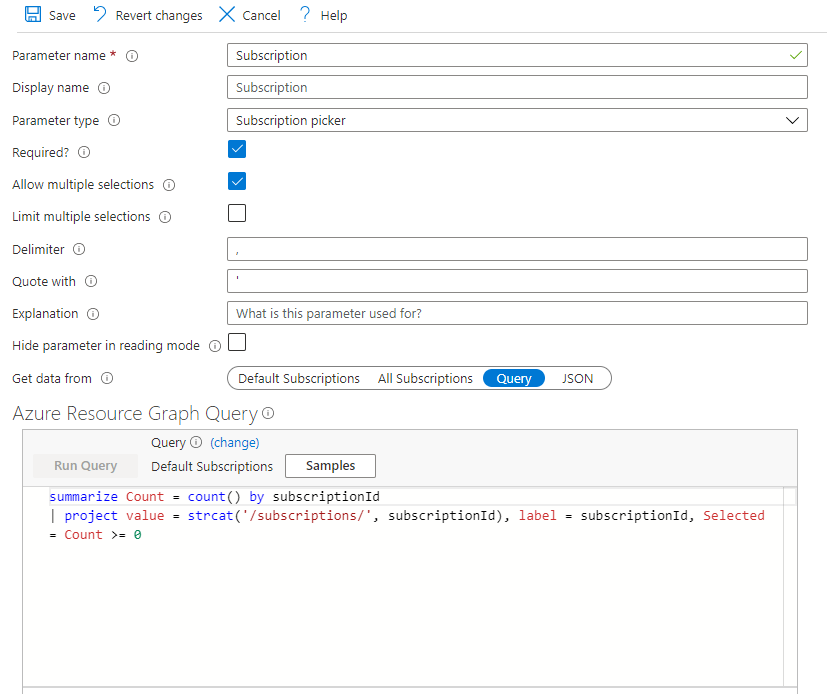 Save Revert changes Cancel ? Help
Parameter name * Subscription
Display name Subscription
Parameter type Subscription picker
Required?
Allow multiple selections
Limit multiple selections
Delimiter ,
Quote with '
Explanation What is this parameter used for?
Hide parameter in reading mode
Get data from Default Subscriptions All Subscriptions Query JSON
Azure Resource Graph Query
Query (change)
Run Query Default Subscriptions Samples
summarize Count = count() by subscriptionId
| project value = strcat('/subscriptions/', subscriptionId), label = subscriptionId, Selected
= Count >= 0